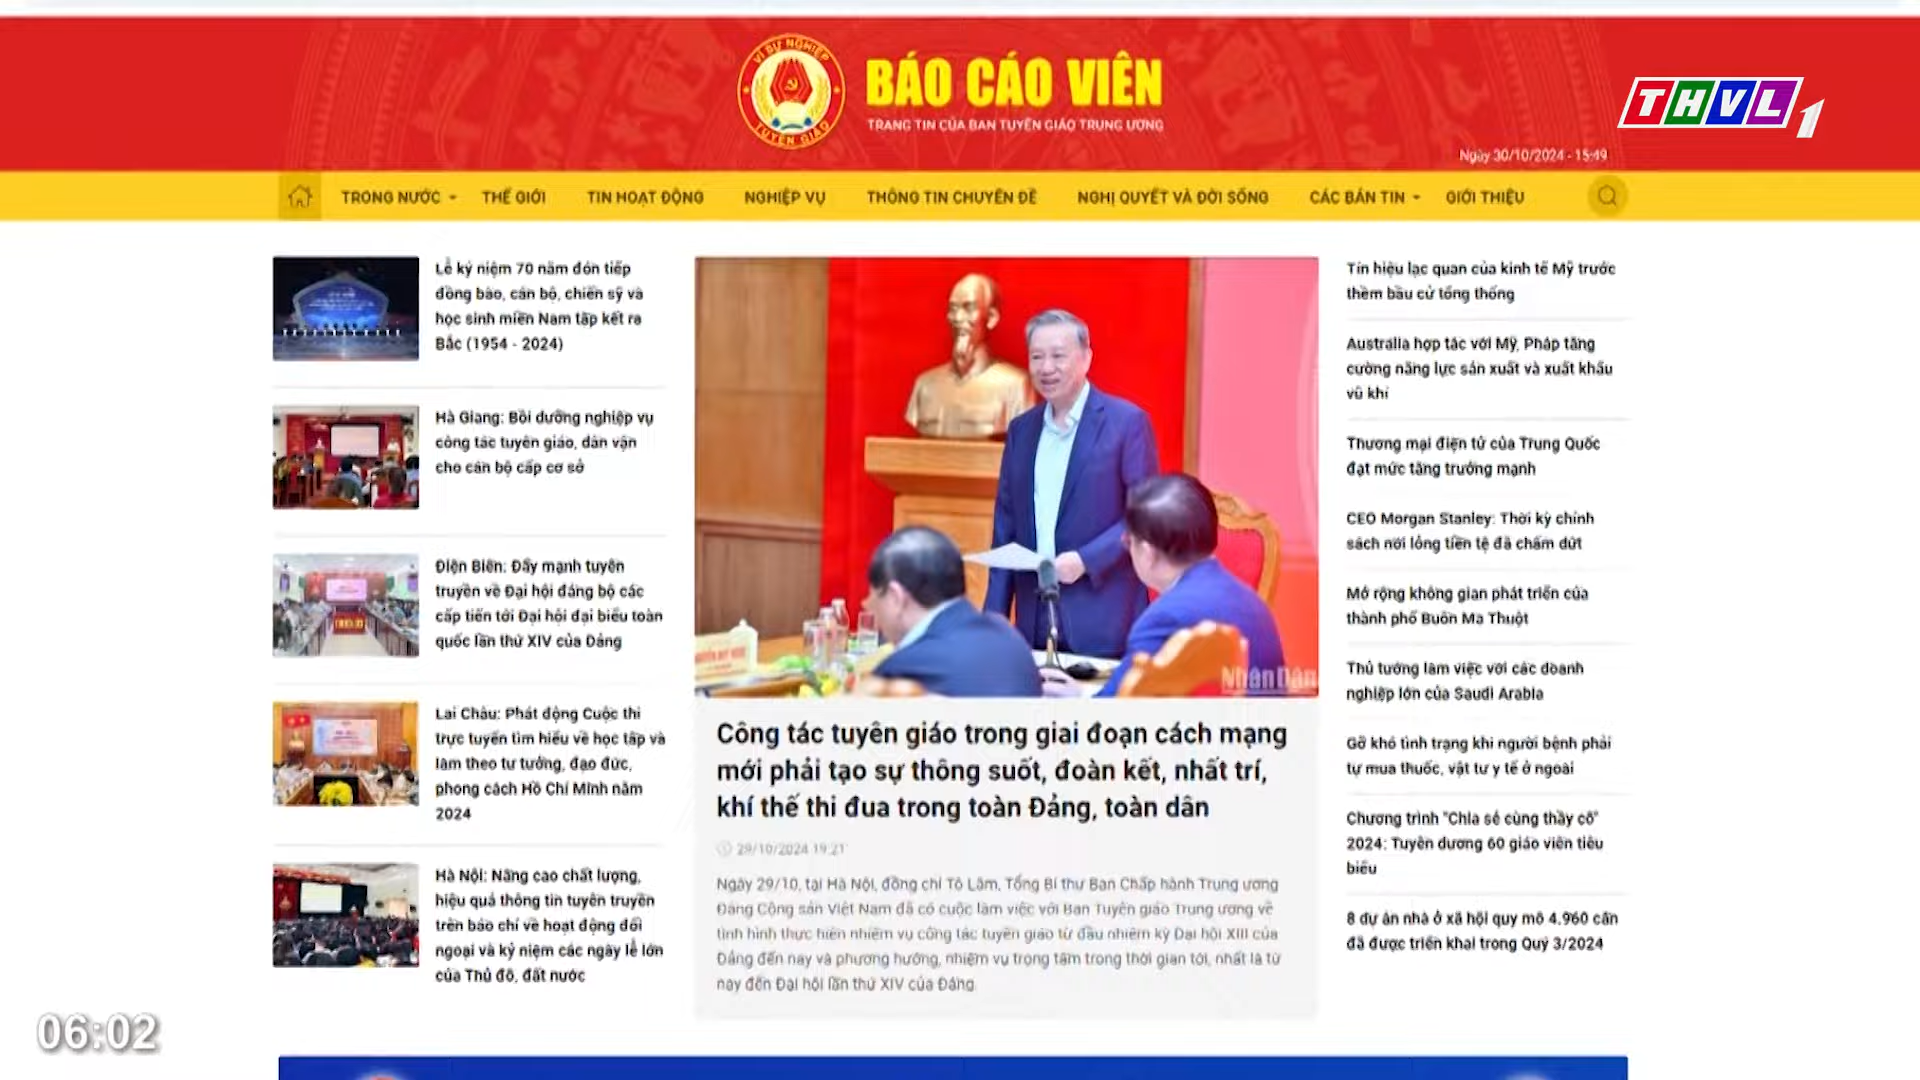 VÌ SỰ NGHIỆP
TUYÊN GIÁO
BÁO CÁO VIÊN
TRANG TIN CỦA BAN TUYÊN GIÁO TRUNG ƯƠNG
THVL1
Ngày 30/10/2024 - 15:49
TRONG NƯỚC
THẾ GIỚI
TIN HOẠT ĐỘNG
NGHIỆP VỤ
THÔNG TIN CHUYÊN ĐỀ
NGHỊ QUYẾT VÀ ĐỜI SỐNG
CÁC BẢN TIN
GIỚI THIỆU
Lễ kỷ niệm 70 năm đón tiếp
đồng bào, cán bộ, chiến sỹ và
học sinh miền Nam tập kết ra
Bắc (1954 - 2024)
Hà Giang: Bồi dưỡng nghiệp vụ
công tác tuyên giáo, dân vận
cho cán bộ cấp cơ sở
Điện Biên: Đẩy mạnh tuyên
truyền về Đại hội đảng bộ các
cấp tiến tới Đại hội đại biểu toàn
quốc lần thứ XIV của Đảng
Lai Châu: Phát động Cuộc thi
trực tuyến tìm hiểu về học tập và
làm theo tư tưởng, đạo đức,
phong cách Hồ Chí Minh năm
2024
Hà Nội: Nâng cao chất lượng,
hiệu quả thông tin tuyên truyền
trên báo chí về hoạt động đối
ngoại và kỷ niệm các ngày lễ lớn
của Thủ đô, đất nước
NhânDân
Công tác tuyên giáo trong giai đoạn cách mạng
mới phải tạo sự thông suốt, đoàn kết, nhất trí,
khí thế thi đua trong toàn Đảng, toàn dân
29/10/2024 19:21
Ngày 29/10, tại Hà Nội, đồng chí Tô Lâm, Tổng Bí thư Ban Chấp hành Trung ương
Đảng Cộng sản Việt Nam đã có cuộc làm việc với Ban Tuyên giáo Trung ương về
tình hình thực hiện nhiệm vụ công tác tuyên giáo từ đầu nhiệm kỳ Đại hội XIII của
Đảng đến nay và phương hướng, nhiệm vụ trọng tâm trong thời gian tới, nhất là từ
nay đến Đại hội lần thứ XIV của Đảng.
Tín hiệu lạc quan của kinh tế Mỹ trước
thềm bầu cử tổng thống
Australia hợp tác với Mỹ, Pháp tăng
cường năng lực sản xuất và xuất khẩu
vũ khí
Thương mại điện tử của Trung Quốc
đạt mức tăng trưởng mạnh
CEO Morgan Stanley: Thời kỳ chính
sách nới lỏng tiền tệ đã chấm dứt
Mở rộng không gian phát triển của
thành phố Buôn Ma Thuột
Thủ tướng làm việc với các doanh
nghiệp lớn của Saudi Arabia
Gỡ khó tình trạng khi người bệnh phải
tự mua thuốc, vật tư y tế ở ngoài
Chương trình "Chia sẻ cùng thầy cô"
2024: Tuyên dương 60 giáo viên tiêu
biểu
8 dự án nhà ở xã hội quy mô 4.960 căn
đã được triển khai trong Quý 3/2024
06:02